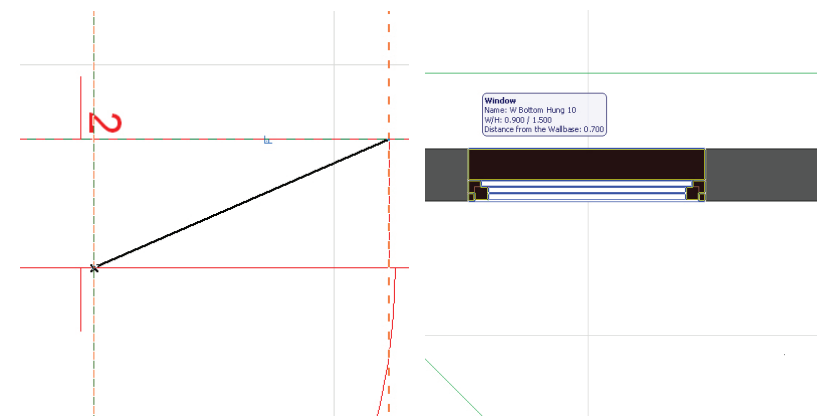 2
Window
Name: W Bottom Hung 10
W/H: 0.900 / 1.500
Distance from the Wallbase: 0.700